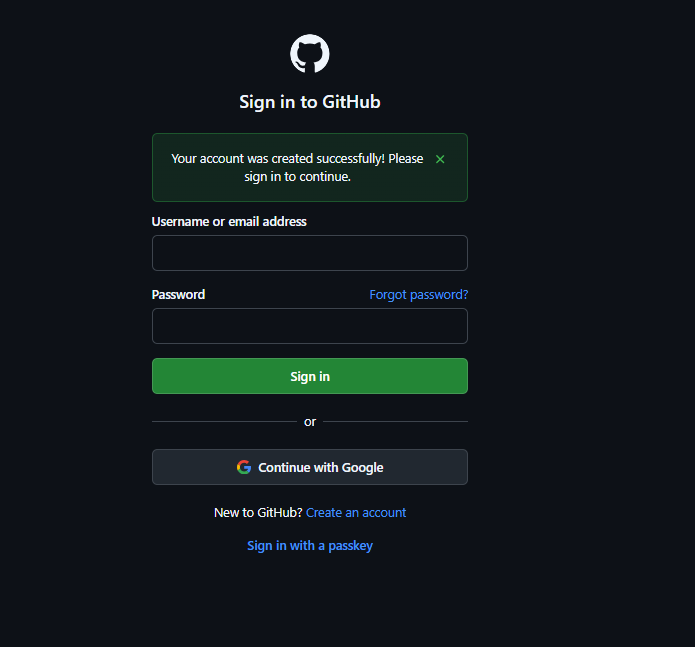 Sign in to GitHub
Your account was created successfully! Please
sign in to continue.
Username or email address
Password
Forgot password?
Sign in
or
Continue with Google
New to GitHub? Create an account
Sign in with a passkey